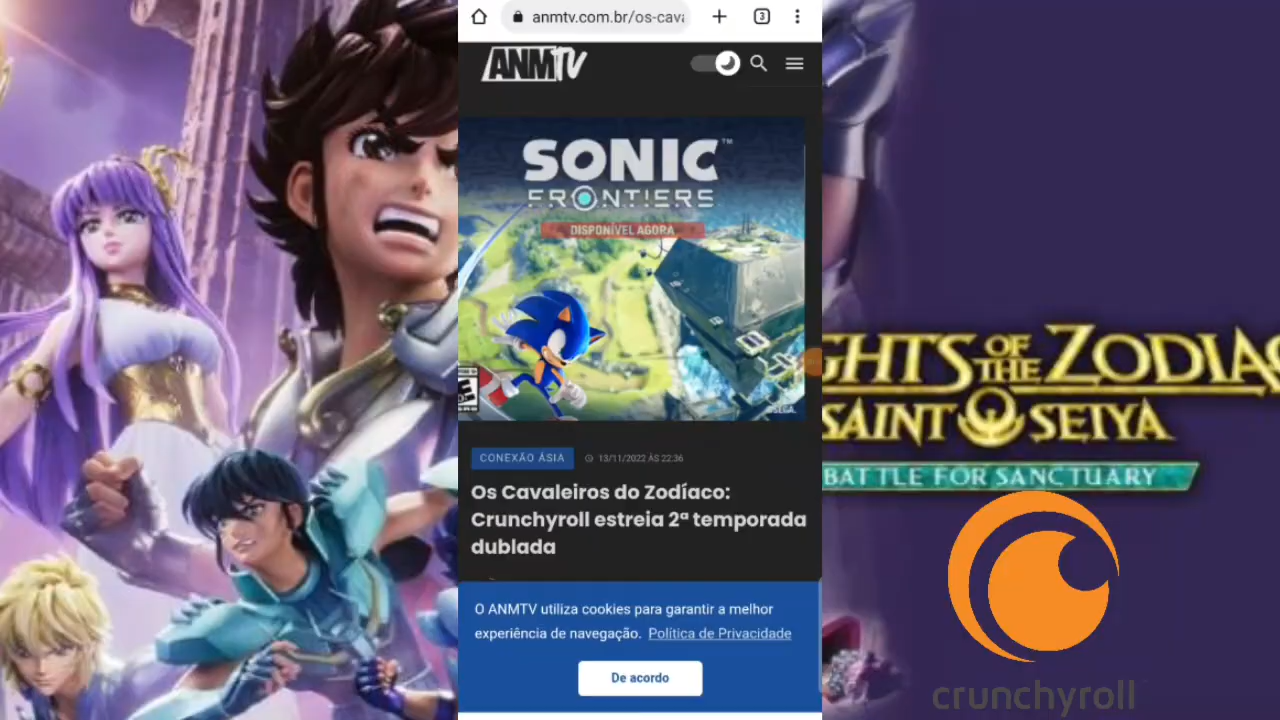 anmtv.com.br/os-cava
3
ANMTV
SONIC™
FRONTIERS
DISPONÍVEL AGORA
SEGA.
CONEXÃO ÁSIA
13/11/2022 ÀS 22:36
Os Cavaleiros do Zodíaco:
Crunchyroll estreia 2ª temporada
dublada
O ANMTV utiliza cookies para garantir a melhor
experiência de navegação. Política de Privacidade
De acordo
GHTS OF THE ZODIAC
SAINT SEIYA
BATTLE FOR SANCTUARY
crunchyroll